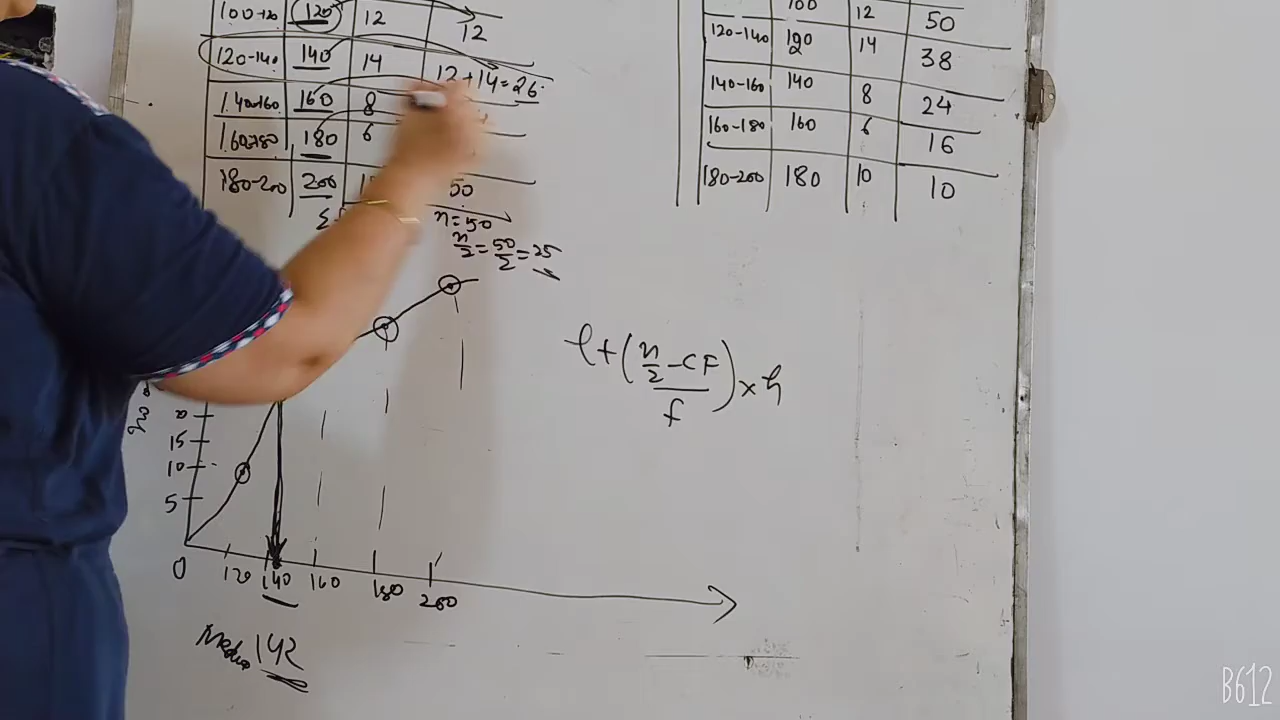 100-120 120 12 12
120-140 140 14 12+14=26
140-160 160 8
160-180 180 6
180-200 200 50
Σ n=50
n/2=50/2=25
100 12 50
120-140 120 14 38
140-160 140 8 24
160-180 160 6 16
180-200 180 10 10
l+(n/2-CF/f)×h
15
10
5
0 120 140 160 180 200
142
B612